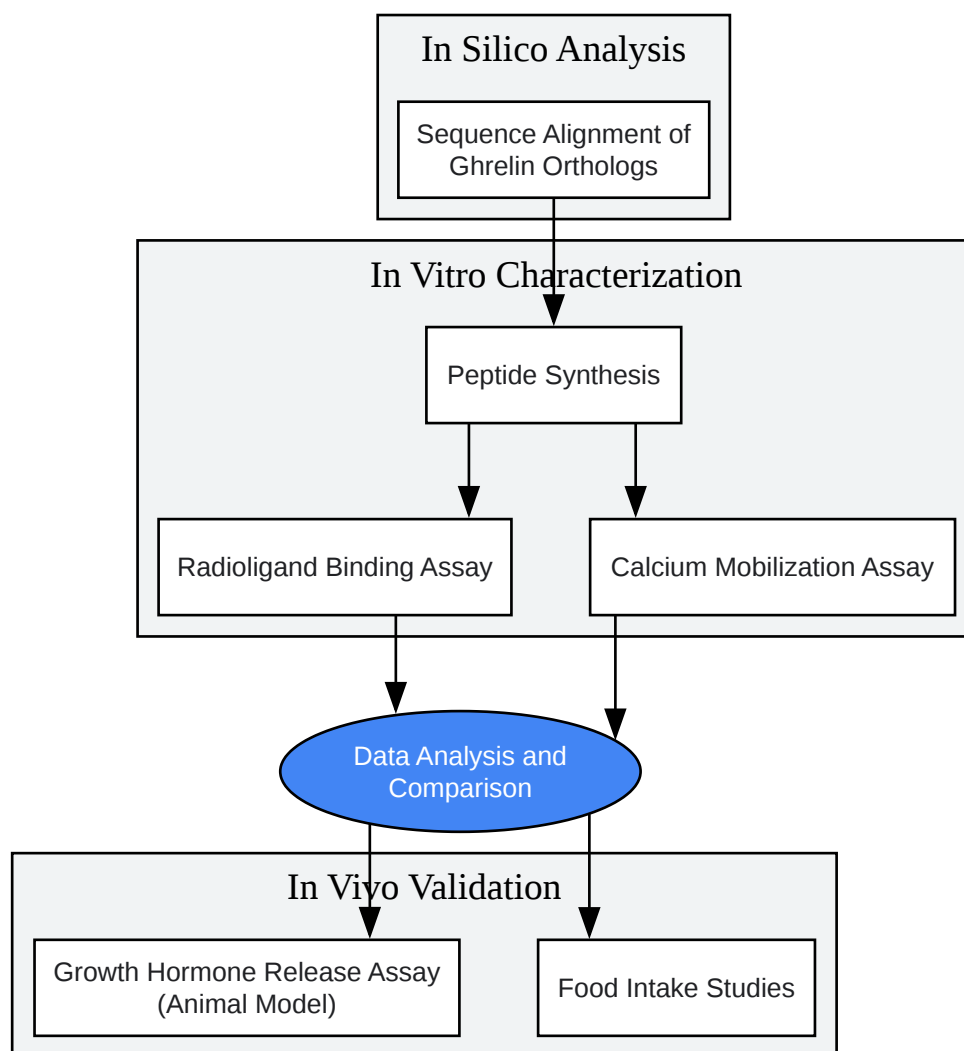 In Silico Analysis
Sequence Alignment of
Ghrelin Orthologs
In Vitro Characterization
Peptide Synthesis
Radioligand Binding Assay
Calcium Mobilization Assay
Data Analysis and
Comparison
In Vivo Validation
Growth Hormone Release Assay
(Animal Model)
Food Intake Studies